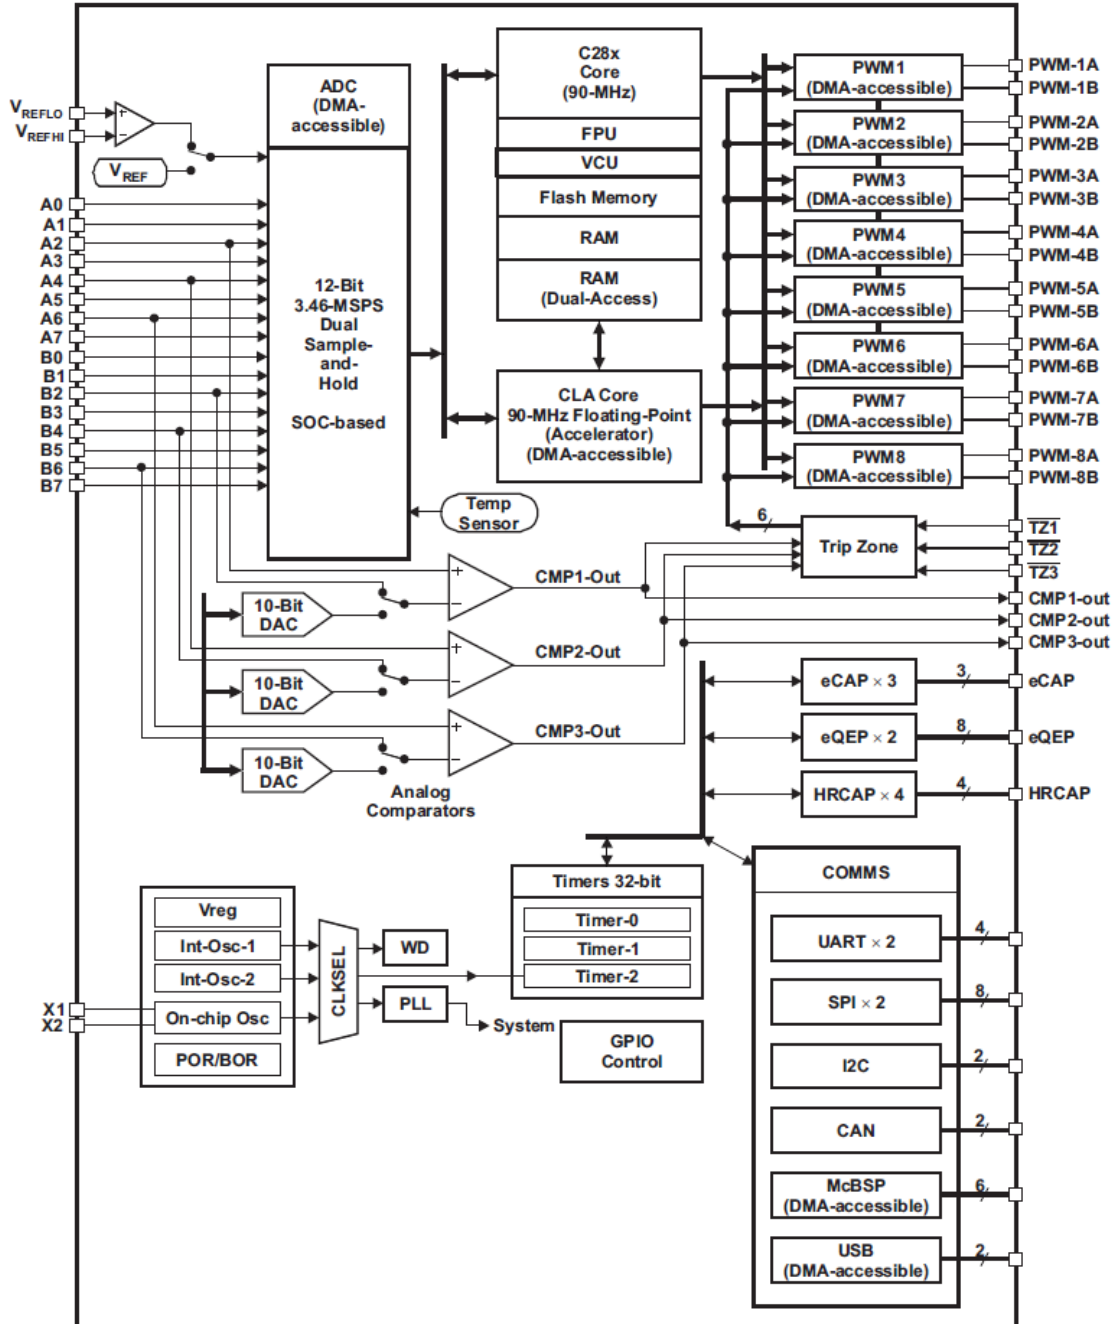 V_REFLO
V_REFHI
V_REF
A0
A1
A2
A3
A4
A5
A6
A7
B0
B1
B2
B3
B4
B5
B6
B7
ADC
(DMA-
accessible)
12-Bit
3.46-MSPS
Dual
Sample-
and-
Hold
SOC-based
C28x
Core
(90-MHz)
FPU
VCU
Flash Memory
RAM
RAM
(Dual-Access)
CLA Core
90-MHz Floating-Point
(Accelerator)
(DMA-accessible)
Temp
Sensor
PWM1
(DMA-accessible)
PWM2
(DMA-accessible)
PWM3
(DMA-accessible)
PWM4
(DMA-accessible)
PWM5
(DMA-accessible)
PWM6
(DMA-accessible)
PWM7
(DMA-accessible)
PWM8
(DMA-accessible)
PWM-1A
PWM-1B
PWM-2A
PWM-2B
PWM-3A
PWM-3B
PWM-4A
PWM-4B
PWM-5A
PWM-5B
PWM-6A
PWM-6B
PWM-7A
PWM-7B
PWM-8A
PWM-8B
6
Trip Zone
TZ1
TZ2
TZ3
CMP1-out
CMP2-out
CMP3-out
10-Bit
DAC
10-Bit
DAC
10-Bit
DAC
CMP1-Out
CMP2-Out
CMP3-Out
Analog
Comparators
eCAP × 3
3
eCAP
eQEP × 2
8
eQEP
HRCAP × 4
4
HRCAP
Vreg
Int-Osc-1
Int-Osc-2
On-chip Osc
POR/BOR
X1
X2
CLKSEL
WD
PLL
System
Timers 32-bit
Timer-0
Timer-1
Timer-2
GPIO
Control
COMMS
UART × 2
4
SPI × 2
8
I2C
2
CAN
2
McBSP
(DMA-accessible)
6
USB
(DMA-accessible)
2